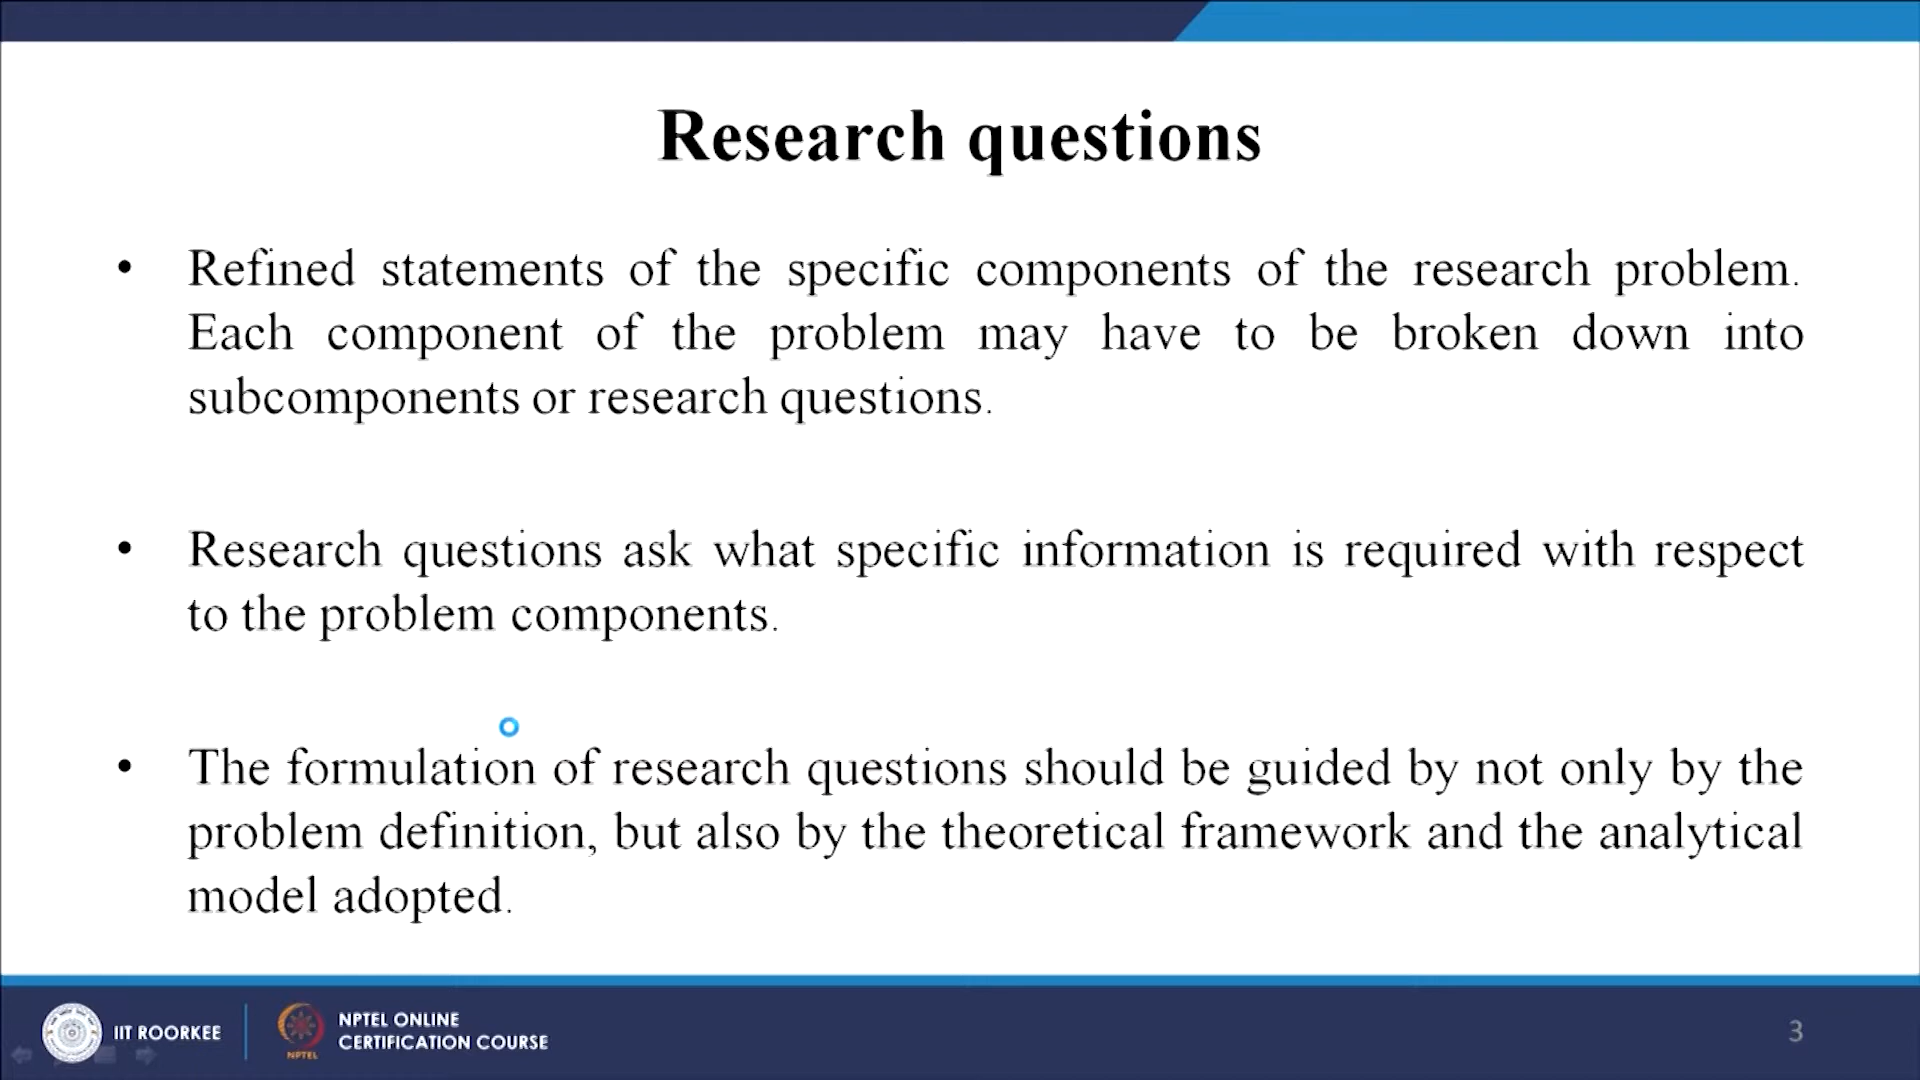 Research questions
• Refined statements of the specific components of the research problem.
Each component of the problem may have to be broken down into
subcomponents or research questions.
• Research questions ask what specific information is required with respect
to the problem components.
• The formulation of research questions should be guided by not only by the
problem definition, but also by the theoretical framework and the analytical
model adopted.
IIT ROORKEE
NPTEL
NPTEL ONLINE
CERTIFICATION COURSE
3